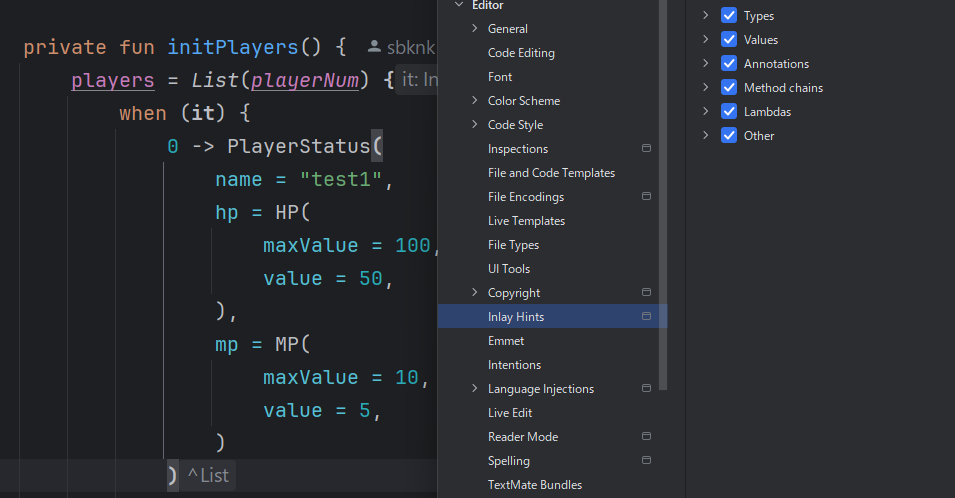 private fun initPlayers() { sbknk
players = List(playerNum) { it: In
when (it) {
0 -> PlayerStatus(
name = "test1",
hp = HP(
maxValue = 100,
value = 50,
),
mp = MP(
maxValue = 10,
value = 5,
)
) ^List
Editor
General
Code Editing
Font
Color Scheme
Code Style
Inspections
File and Code Templates
File Encodings
Live Templates
File Types
UI Tools
Copyright
Inlay Hints
Emmet
Intentions
Language Injections
Live Edit
Reader Mode
Spelling
TextMate Bundles
Types
Values
Annotations
Method chains
Lambdas
Other